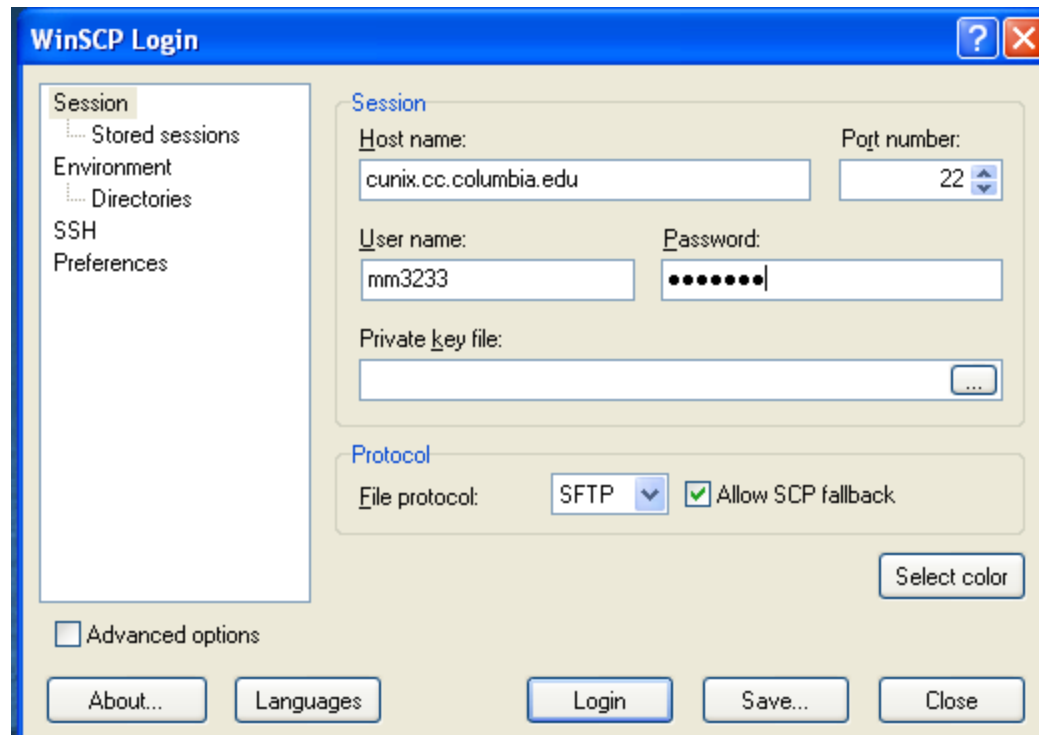 WinSCP Login
Session
Stored sessions
Environment
Directories
SSH
Preferences
Session
Host name:
Port number:
cunix.cc.columbia.edu
22
User name:
Password:
mm3233
●●●●●●●
Private key file:
...
Protocol
File protocol:
SFTP
Allow SCP fallback
Select color
Advanced options
About...
Languages
Login
Save...
Close